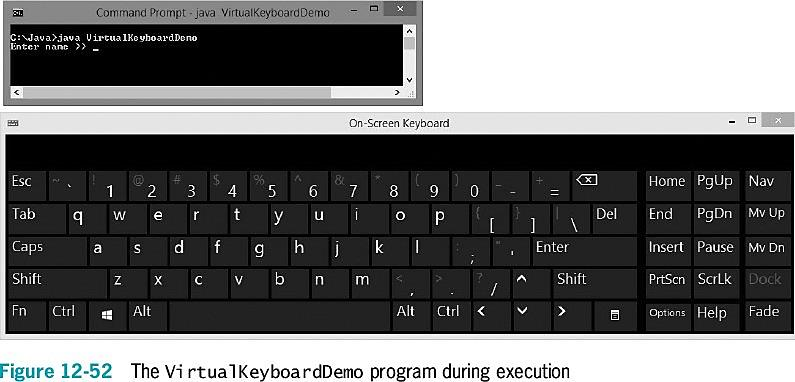 Command Prompt - java VirtualKeyboardDemo
C:\Java>java VirtualKeyboardDemo
Enter name >> _
On-Screen Keyboard
Esc ~ ` ! 1 @ 2 # 3 $ 4 % 5 ^ 6 & 7 * 8 ( 9 ) 0 _ - + = Home PgUp Nav
Tab q w e r t y u i o p { [ } ] | \ Del End PgDn Mv Up
Caps a s d f g h j k l : ; " ' Enter Insert Pause Mv Dn
Shift z x c v b n m < , > . ? / ^ Shift PrtScn ScrLk Dock
Fn Ctrl Alt Alt Ctrl < v > Options Help Fade
Figure 12-52 The VirtualKeyboardDemo program during execution